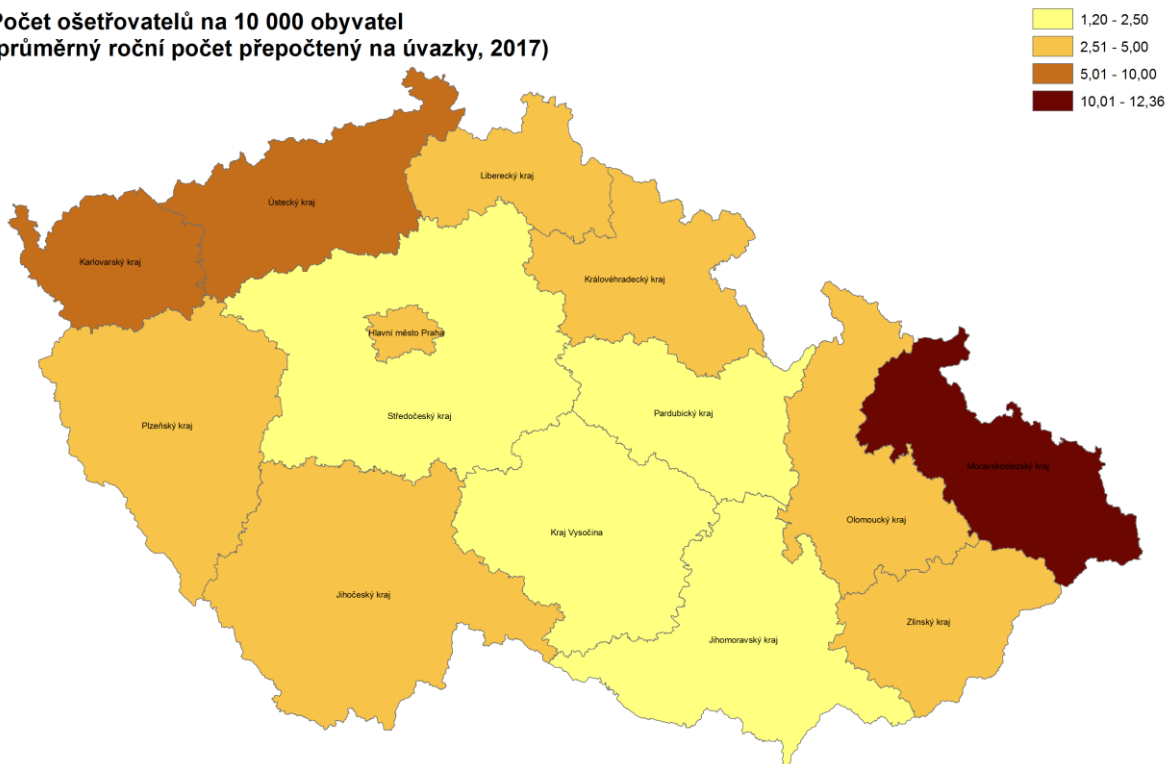 Počet ošetřovatelů na 10 000 obyvatel
(průměrný roční počet přepočtený na úvazky, 2017)
1,20 - 2,50
2,51 - 5,00
5,01 - 10,00
10,01 - 12,36
Liberecký kraj
Ústecký kraj
Karlovarský kraj
Královéhradecký kraj
Hlavní město Praha
Středočeský kraj
Pardubický kraj
Plzeňský kraj
Moravskoslezský kraj
Olomoucký kraj
Kraj Vysočina
Jihočeský kraj
Zlínský kraj
Jihomoravský kraj